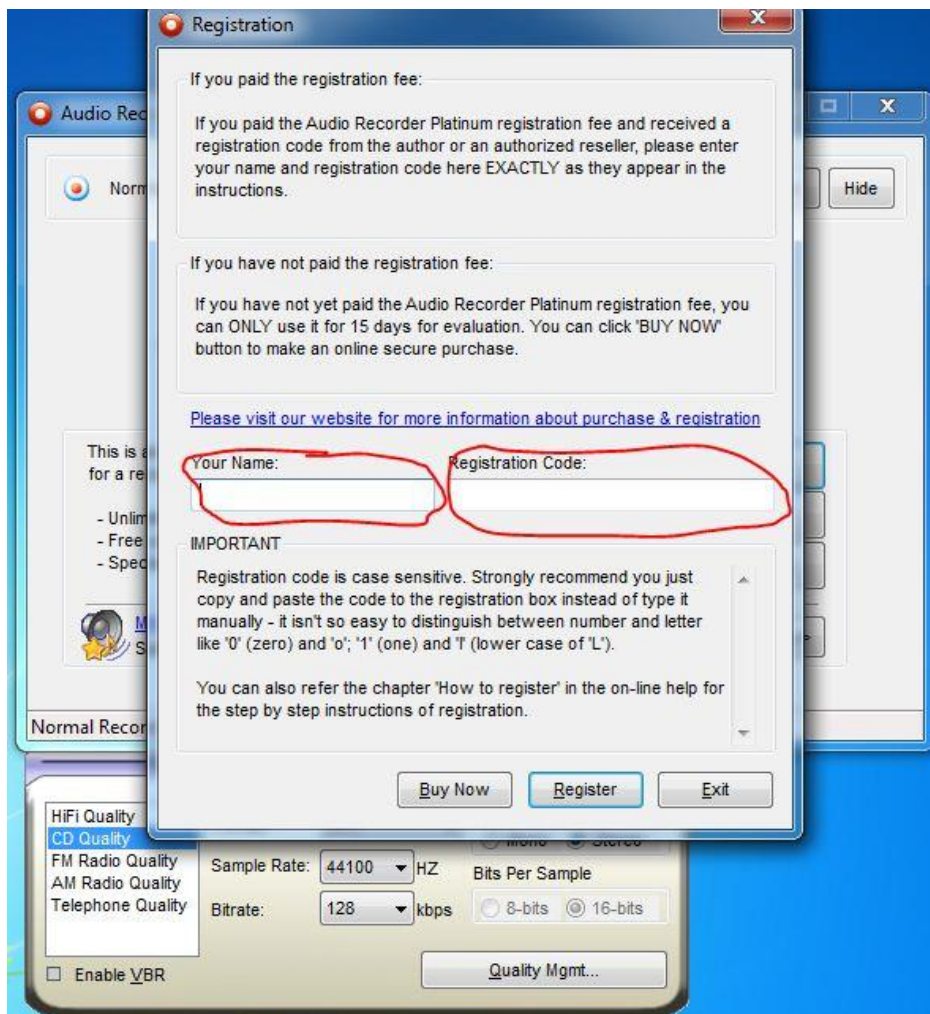 Registration
If you paid the registration fee:
If you paid the Audio Recorder Platinum registration fee and received a
registration code from the author or an authorized reseller, please enter
your name and registration code here EXACTLY as they appear in the
instructions.
Audio Rec
Norm
Hide
If you have not paid the registration fee:
If you have not yet paid the Audio Recorder Platinum registration fee, you
can ONLY use it for 15 days for evaluation. You can click 'BUY NOW'
button to make an online secure purchase.
Please visit our website for more information about purchase & registration
Your Name:
Registration Code:
This is a
for a re
- Unlim
- Free
- Spec
M
S
IMPORTANT
Registration code is case sensitive. Strongly recommend you just
copy and paste the code to the registration box instead of type it
manually - it isn't so easy to distinguish between number and letter
like '0' (zero) and 'o'; '1' (one) and 'l' (lower case of 'L').
You can also refer the chapter 'How to register' in the on-line help for
the step by step instructions of registration.
Normal Recor
Buy Now
Register
Exit
HiFi Quality
CD Quality
FM Radio Quality
AM Radio Quality
Telephone Quality
Mono
Stereo
Sample Rate:
44100
HZ
Bits Per Sample
Bitrate:
128
kbps
8-bits
16-bits
Enable VBR
Quality Mgmt...